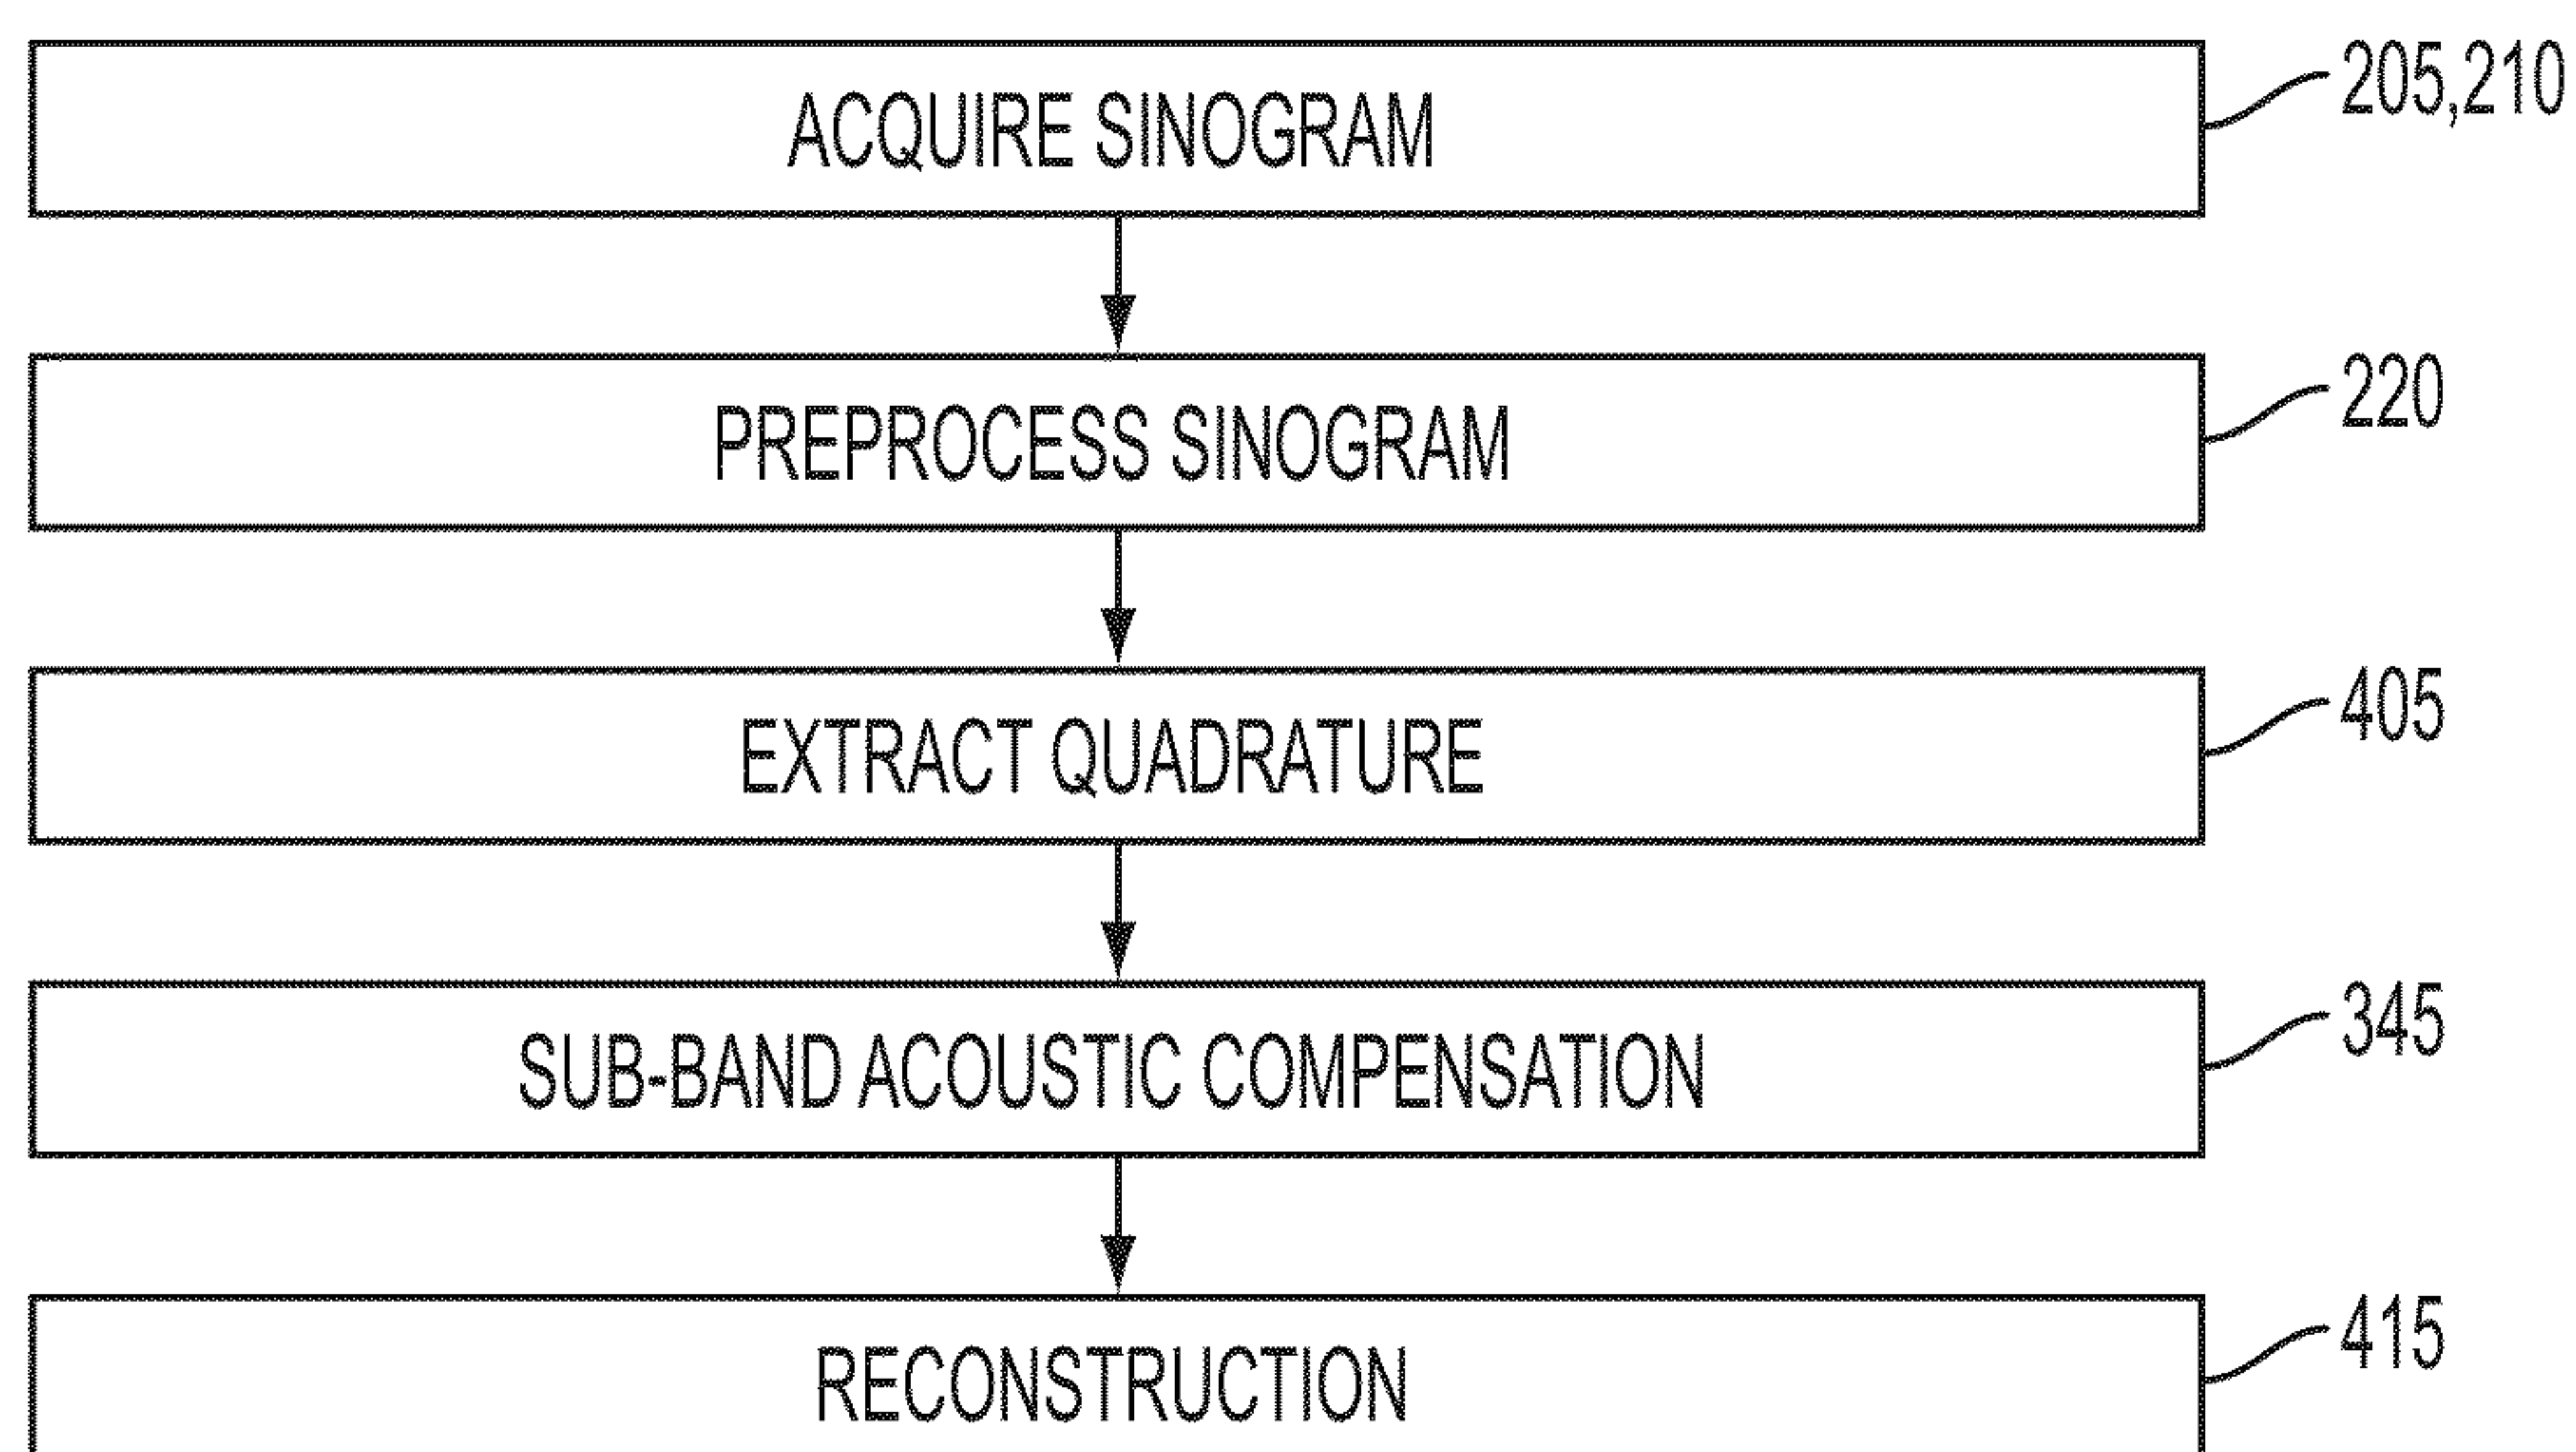 ACQUIRE SINOGRAM 205,210
PREPROCESS SINOGRAM 220
EXTRACT QUADRATURE 405
SUB-BAND ACOUSTIC COMPENSATION 345
RECONSTRUCTION 415